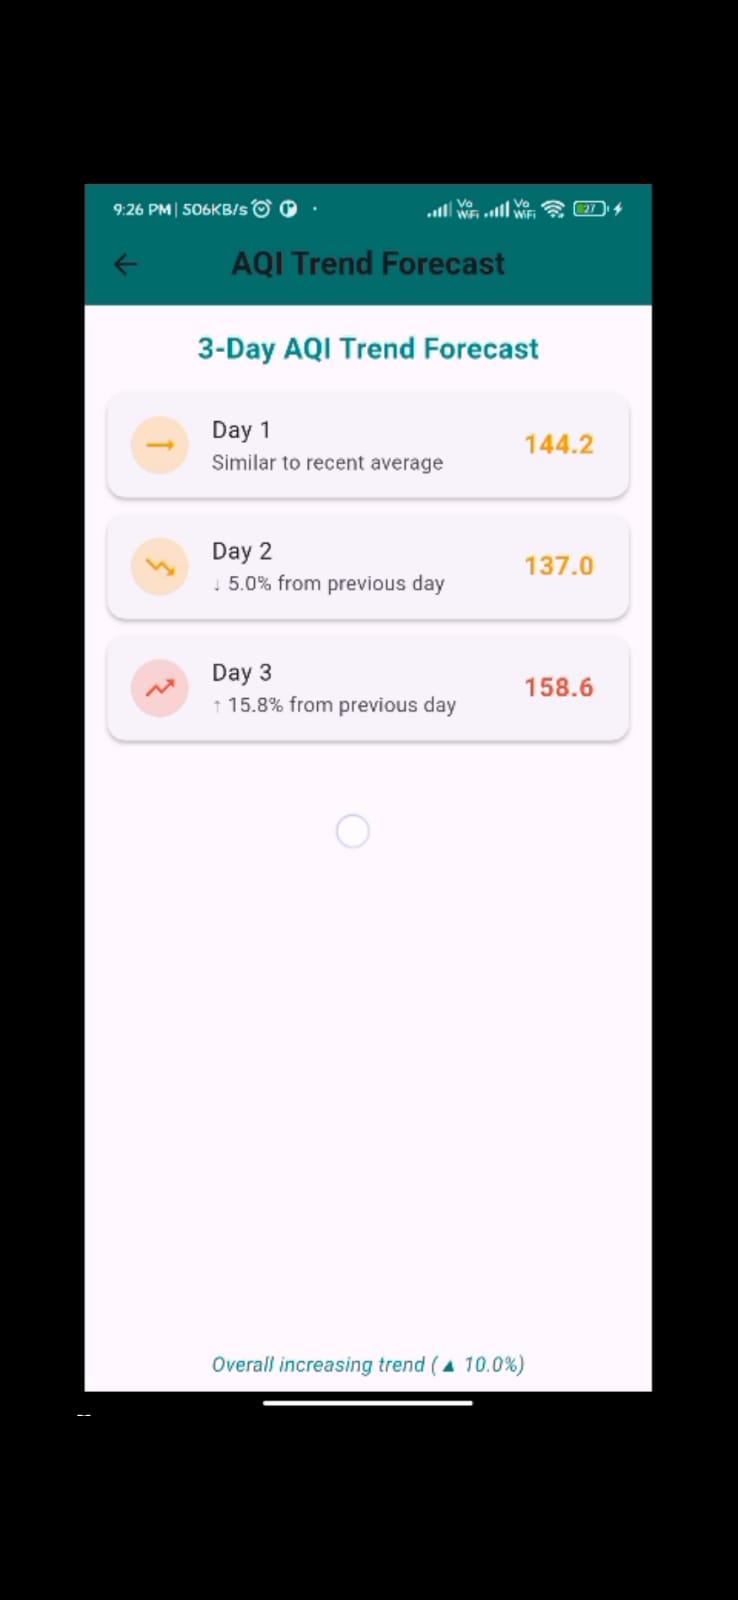 9:26 PM | 506KB/s
Vo WiFi Vo WiFi 27
AQI Trend Forecast
3-Day AQI Trend Forecast
Day 1
Similar to recent average
144.2
Day 2
↓ 5.0% from previous day
137.0
Day 3
↑ 15.8% from previous day
158.6
Overall increasing trend (▲ 10.0%)